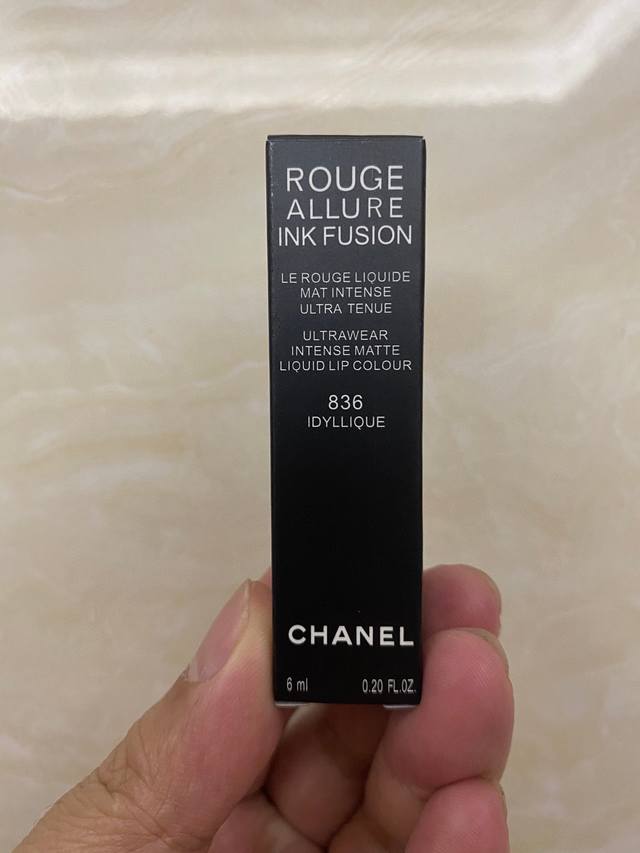 ROUGE
ALLURE
INK FUSION
LE ROUGE LIQUIDE
MAT INTENSE
ULTRA TENUE
ULTRAWEAR
INTENSE MATTE
LIQUID LIP COLOUR
836
IDYLLIQUE
CHANEL
6 ml 0.20 FL.OZ.